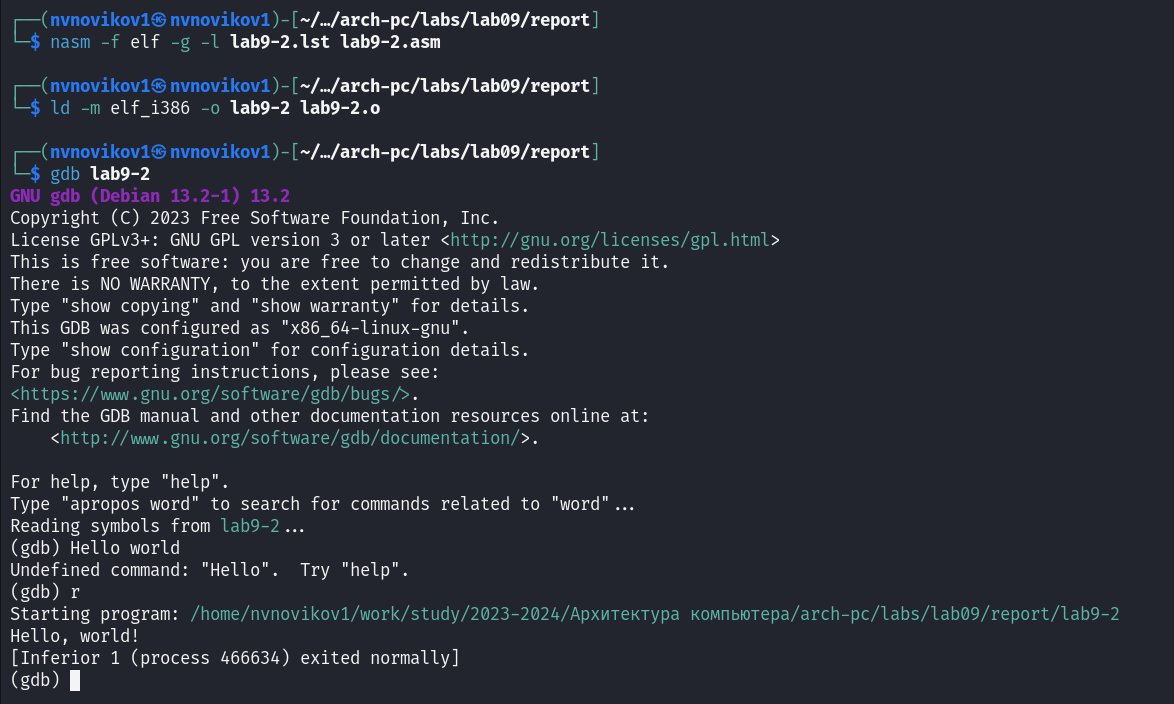 ┌──(nvnovikov1㉿nvnovikov1)-[~/…/arch-pc/labs/lab09/report]
└─$ nasm -f elf -g -l lab9-2.lst lab9-2.asm
┌──(nvnovikov1㉿nvnovikov1)-[~/…/arch-pc/labs/lab09/report]
└─$ ld -m elf_i386 -o lab9-2 lab9-2.o
┌──(nvnovikov1㉿nvnovikov1)-[~/…/arch-pc/labs/lab09/report]
└─$ gdb lab9-2
GNU gdb (Debian 13.2-1) 13.2
Copyright (C) 2023 Free Software Foundation, Inc.
License GPLv3+: GNU GPL version 3 or later <http://gnu.org/licenses/gpl.html>
This is free software: you are free to change and redistribute it.
There is NO WARRANTY, to the extent permitted by law.
Type "show copying" and "show warranty" for details.
This GDB was configured as "x86_64-linux-gnu".
Type "show configuration" for configuration details.
For bug reporting instructions, please see:
<https://www.gnu.org/software/gdb/bugs/>.
Find the GDB manual and other documentation resources online at:
    <http://www.gnu.org/software/gdb/documentation/>.
For help, type "help".
Type "apropos word" to search for commands related to "word"...
Reading symbols from lab9-2...
(gdb) Hello world
Undefined command: "Hello".  Try "help".
(gdb) r
Starting program: /home/nvnovikov1/work/study/2023-2024/Архитектура компьютера/arch-pc/labs/lab09/report/lab9-2
Hello, world!
[Inferior 1 (process 466634) exited normally]
(gdb)